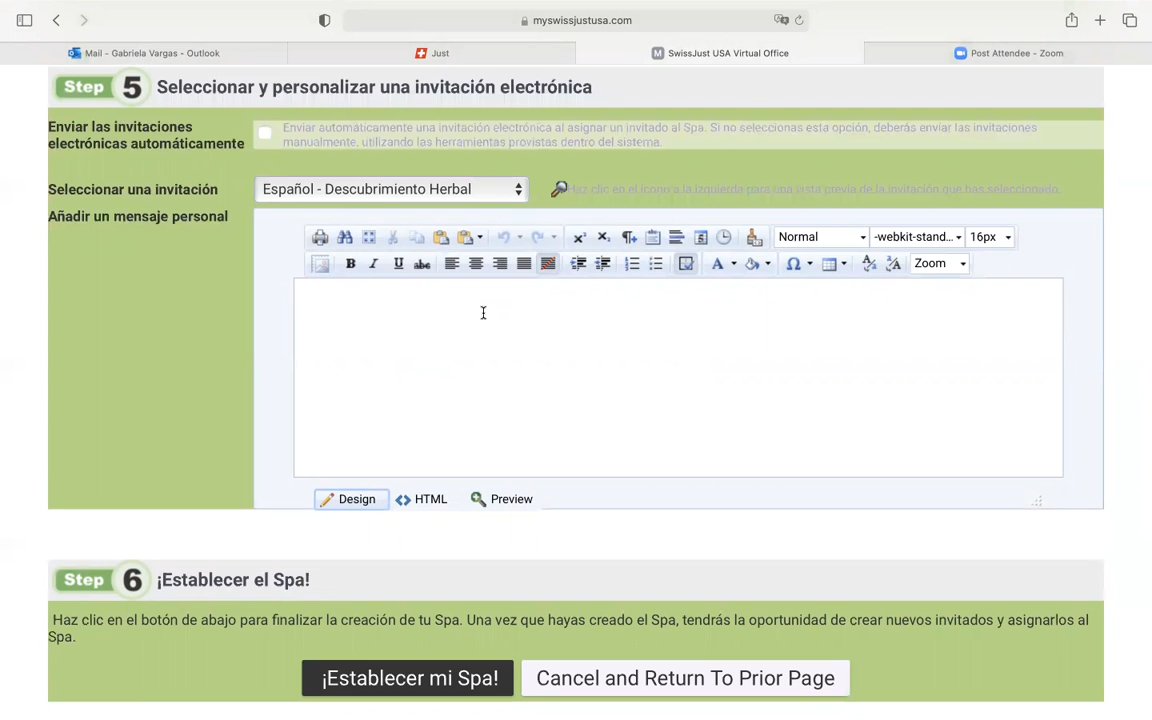 myswissjustusa.com
Mail - Gabriela Vargas - Outlook
Just
M SwissJust USA Virtual Office
Post Attendee - Zoom
Step 5 Seleccionar y personalizar una invitación electrónica
Enviar las invitaciones
electrónicas automáticamente
Enviar automáticamente una invitación electrónica al asignar un invitado al Spa. Si no seleccionas esta opción, deberás enviar las invitaciones
manualmente, utilizando las herramientas provistas dentro del sistema.
Seleccionar una invitación
Español - Descubrimiento Herbal
Haz clic en el ícono a la izquierda para una vista previa de la invitación que has seleccionado.
Añadir un mensaje personal
Normal
-webkit-stand...
16px
B I U abc
Zoom
Design
HTML
Preview
Step 6 ¡Establecer el Spa!
Haz clic en el botón de abajo para finalizar la creación de tu Spa. Una vez que hayas creado el Spa, tendrás la oportunidad de crear nuevos invitados y asignarlos al
Spa.
¡Establecer mi Spa!
Cancel and Return To Prior Page